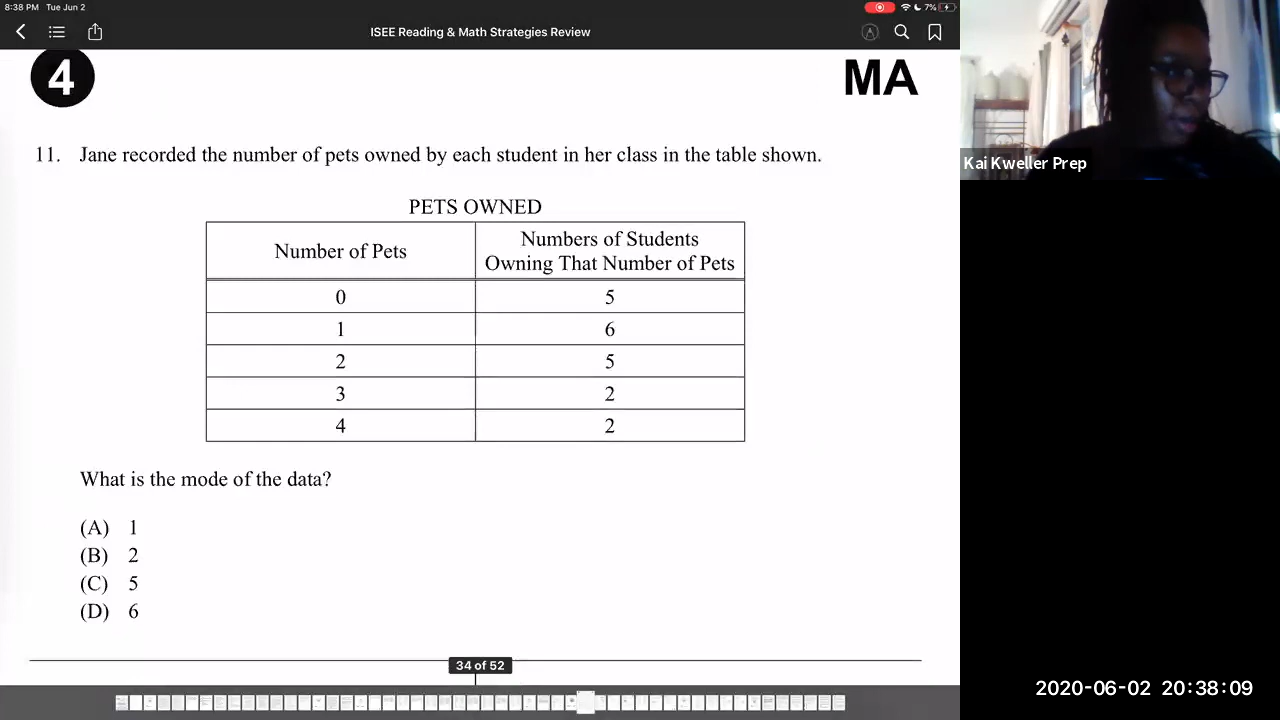 8:38 PM Tue Jun 2
7%
ISEE Reading & Math Strategies Review
4
MA
11. Jane recorded the number of pets owned by each student in her class in the table shown.
PETS OWNED
Number of Pets
Numbers of Students
Owning That Number of Pets
0 5
1 6
2 5
3 2
4 2
What is the mode of the data?
(A) 1
(B) 2
(C) 5
(D) 6
34 of 52
Kai Kweller Prep
2020-06-02 20:38:09